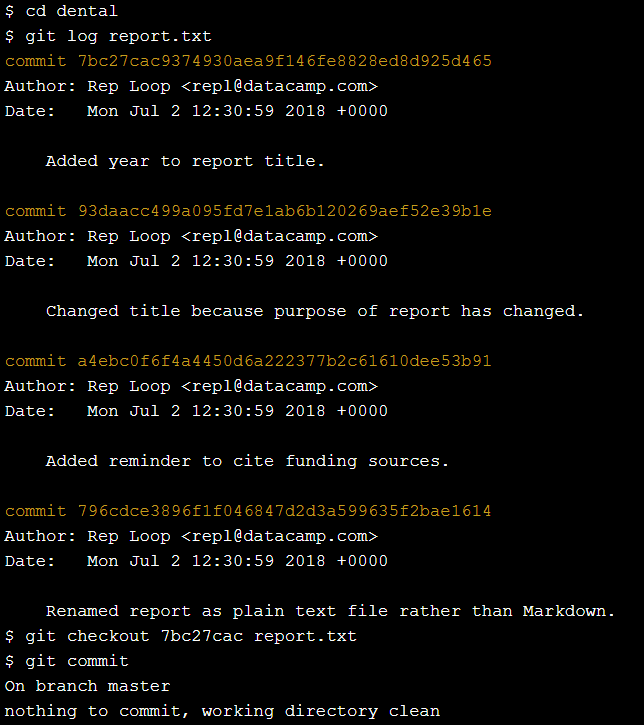 $ cd dental
$ git log report.txt
commit 7bc27cac9374930aea9f146fe8828ed8d925d465
Author: Rep Loop <repl@datacamp.com>
Date:   Mon Jul 2 12:30:59 2018 +0000
    Added year to report title.
commit 93daacc499a095fd7e1ab6b120269aef52e39b1e
Author: Rep Loop <repl@datacamp.com>
Date:   Mon Jul 2 12:30:59 2018 +0000
    Changed title because purpose of report has changed.
commit a4ebc0f6f4a4450d6a222377b2c61610dee53b91
Author: Rep Loop <repl@datacamp.com>
Date:   Mon Jul 2 12:30:59 2018 +0000
    Added reminder to cite funding sources.
commit 796cdce3896f1f046847d2d3a599635f2bae1614
Author: Rep Loop <repl@datacamp.com>
Date:   Mon Jul 2 12:30:59 2018 +0000
    Renamed report as plain text file rather than Markdown.
$ git checkout 7bc27cac report.txt
$ git commit
On branch master
nothing to commit, working directory clean